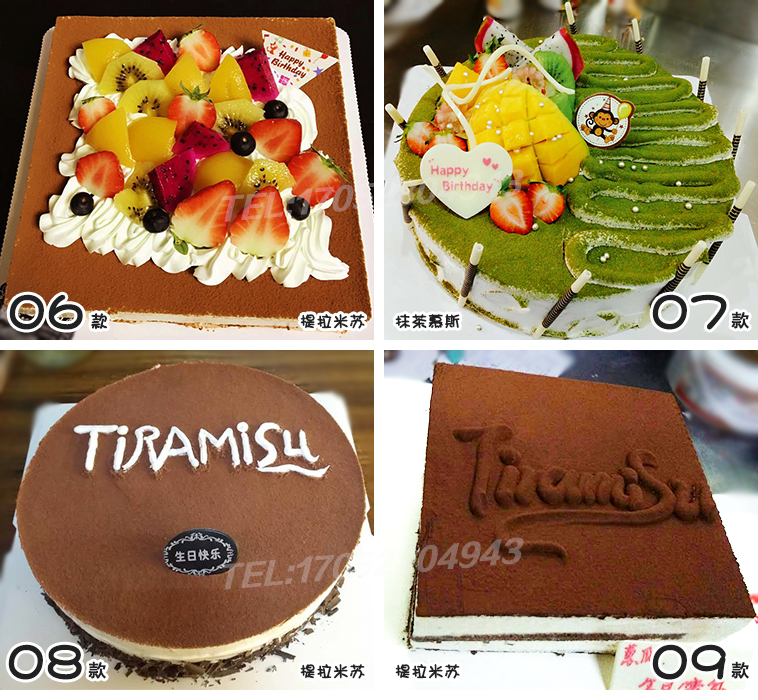 Happy
Birthday
06款
提拉米苏
Happy
Birthday
抹茶慕斯
07款
TiRAMiSu
生日快乐
08款
提拉米苏
TiramiSu
04943
提拉米苏
09款